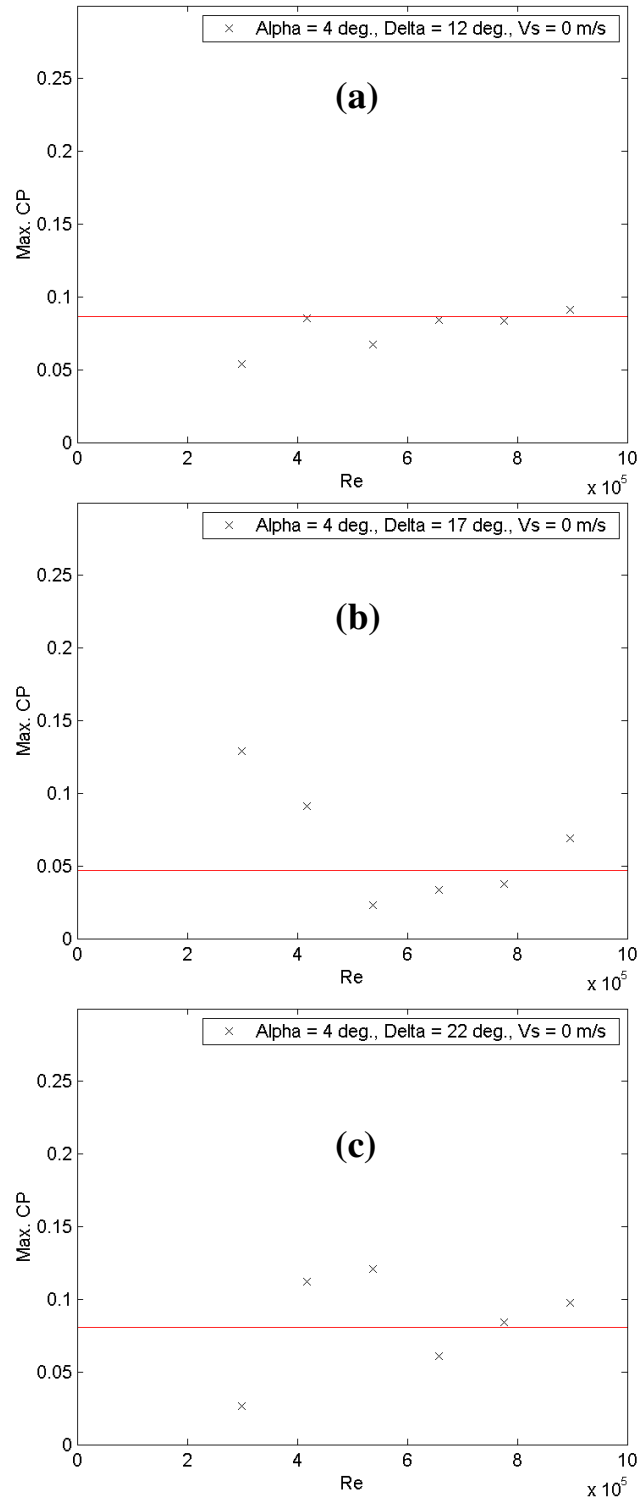 × Alpha = 4 deg., Delta = 12 deg., Vs = 0 m/s
(a)
0.25
0.2
0.15
0.1
0.05
0
Max. CP
0 2 4 6 8 10
Re
x 10^5
× Alpha = 4 deg., Delta = 17 deg., Vs = 0 m/s
(b)
0.25
0.2
0.15
0.1
0.05
0
Max. CP
0 2 4 6 8 10
Re
x 10^5
× Alpha = 4 deg., Delta = 22 deg., Vs = 0 m/s
(c)
0.25
0.2
0.15
0.1
0.05
0
Max. CP
0 2 4 6 8 10
Re
x 10^5